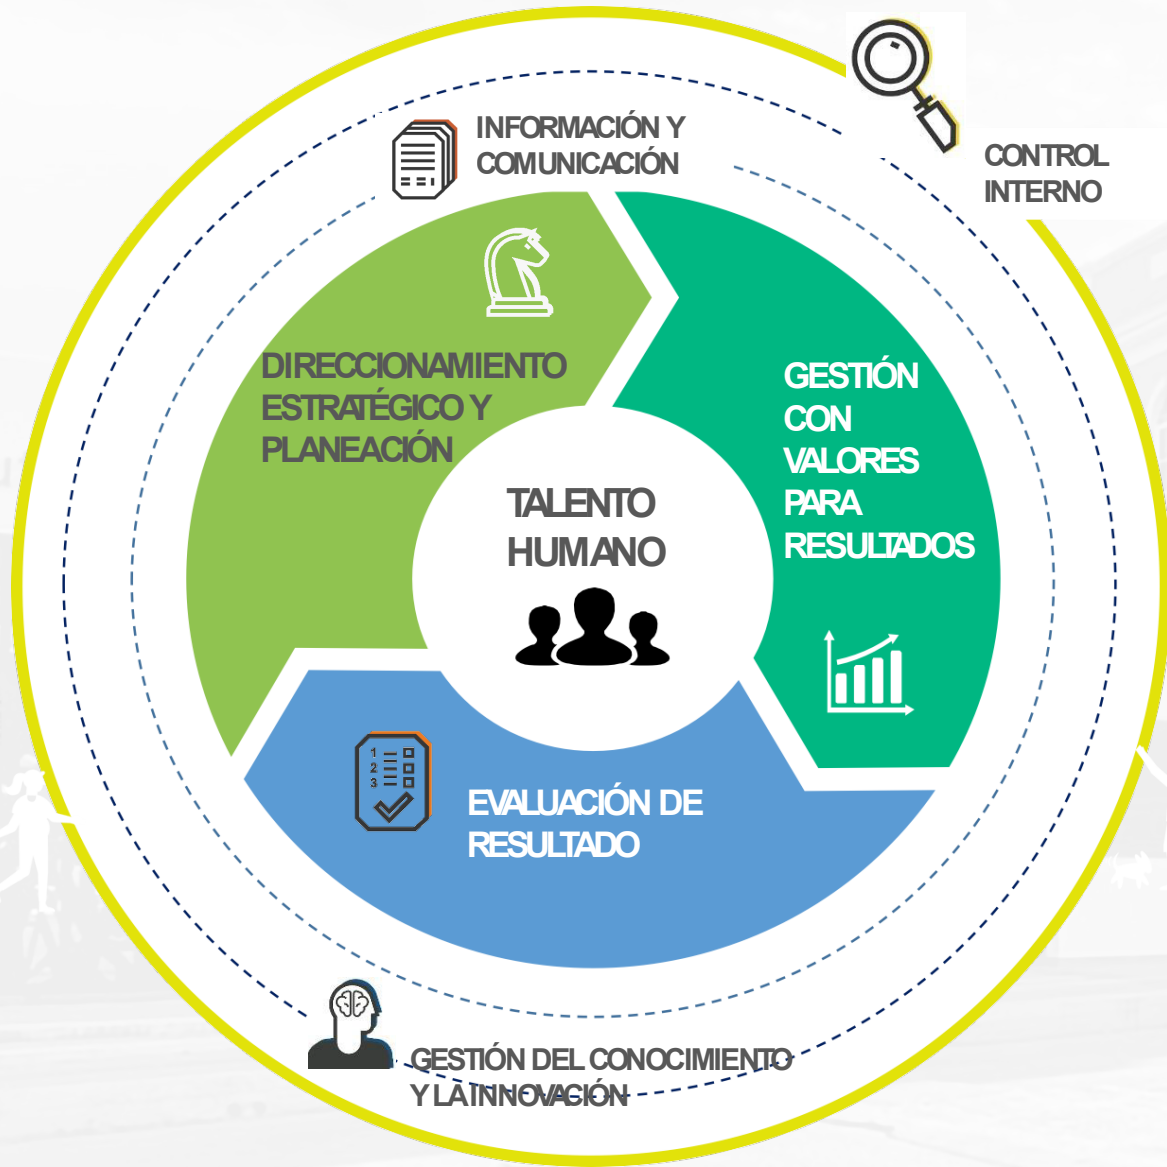 INFORMACIÓN Y
COMUNICACIÓN
CONTROL
INTERNO
DIRECCIONAMIENTO
ESTRATÉGICO Y
PLANEACIÓN
GESTIÓN
CON
VALORES
PARA
RESULTADOS
TALENTO
HUMANO
1
2
3
EVALUACIÓN DE
RESULTADO
GESTIÓN DEL CONOCIMIENTO
Y LA INNOVACIÓN